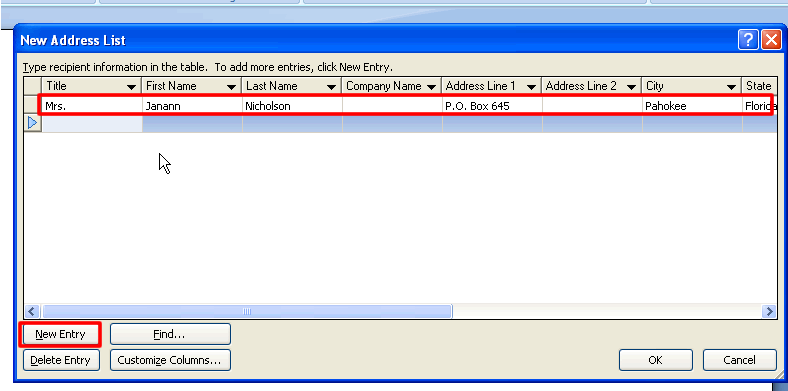 New Address List
Type recipient information in the table. To add more entries, click New Entry.
Title First Name Last Name Company Name Address Line 1 Address Line 2 City State
Mrs. Janann Nicholson P.O. Box 645 Pahokee Florida
New Entry Find...
Delete Entry Customize Columns... OK Cancel